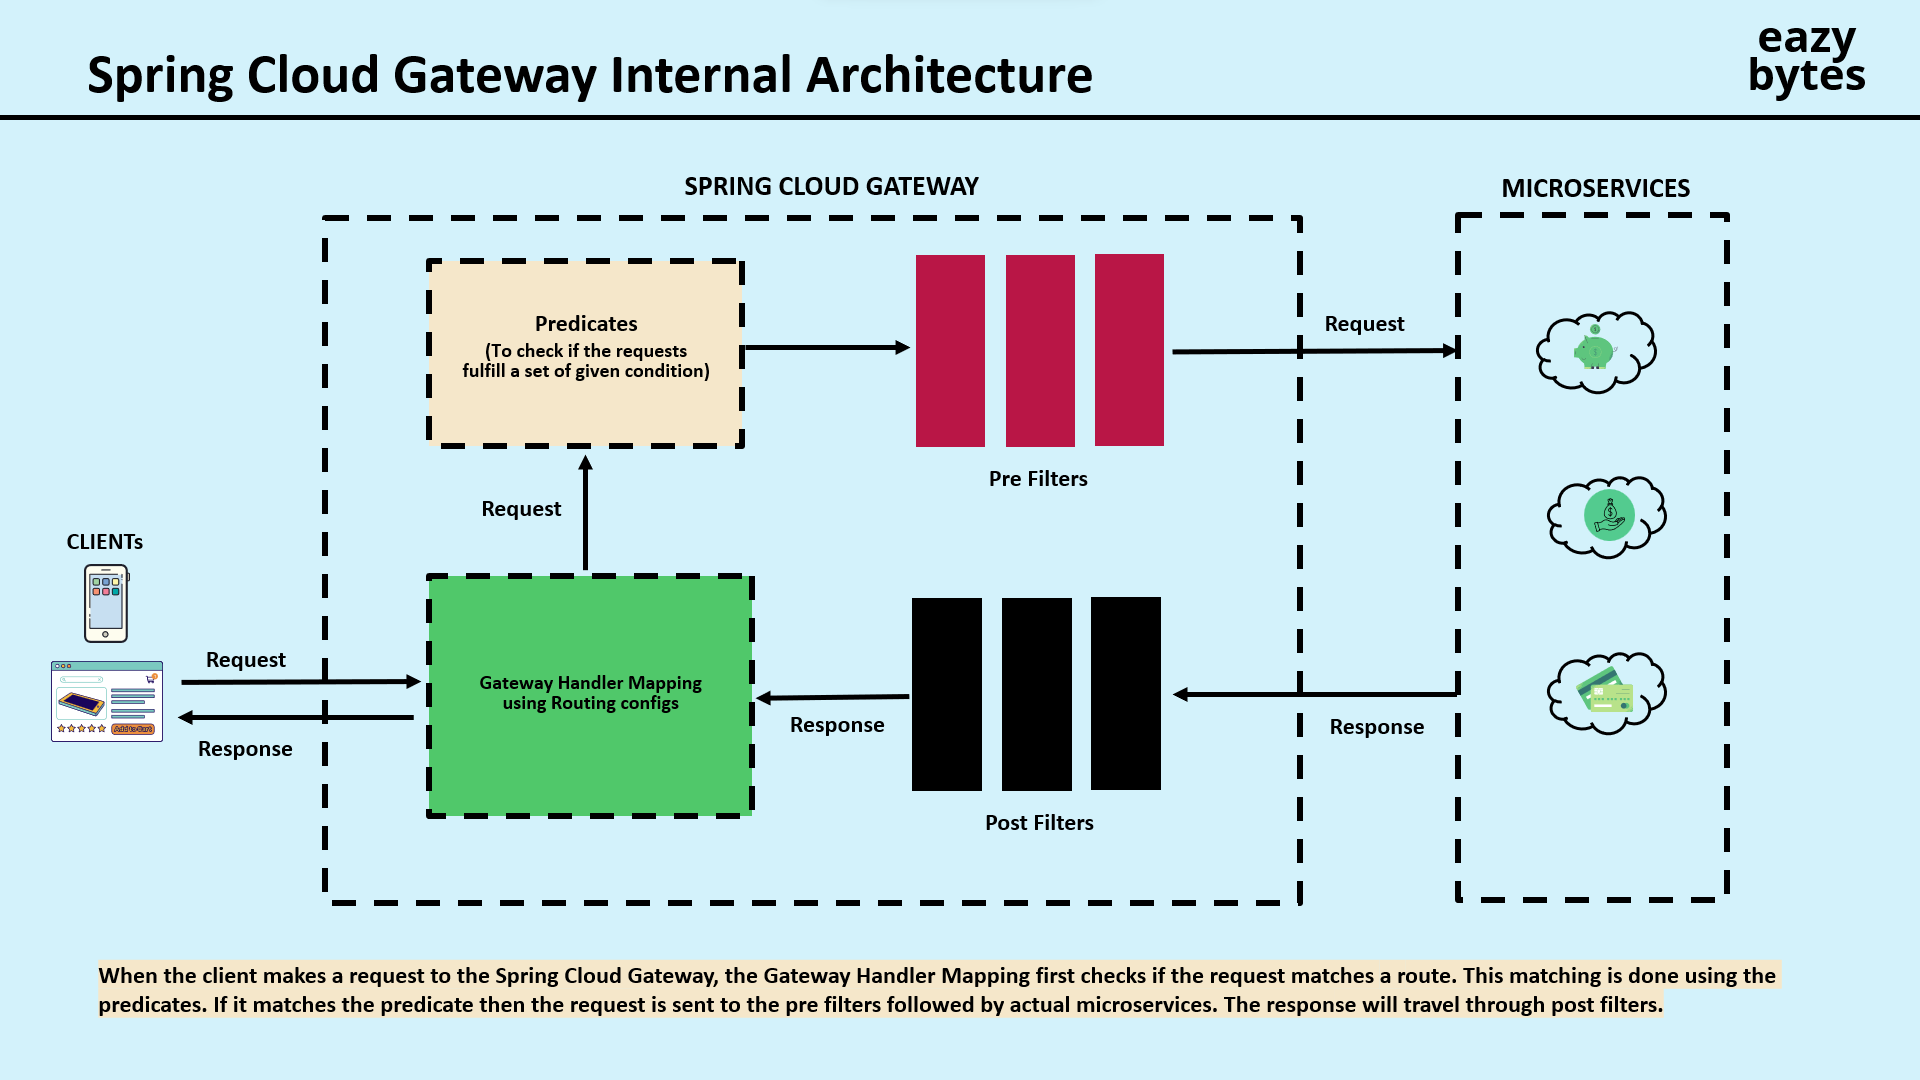 Spring Cloud Gateway Internal Architecture
eazy
bytes
SPRING CLOUD GATEWAY
MICROSERVICES
Predicates
(To check if the requests
fulfill a set of given condition)
Request
Pre Filters
Request
CLIENTs
Request
Gateway Handler Mapping
using Routing configs
Response
Response
Response
Add to Cart
Post Filters
When the client makes a request to the Spring Cloud Gateway, the Gateway Handler Mapping first checks if the request matches a route. This matching is done using the
predicates. If it matches the predicate then the request is sent to the pre filters followed by actual microservices. The response will travel through post filters.